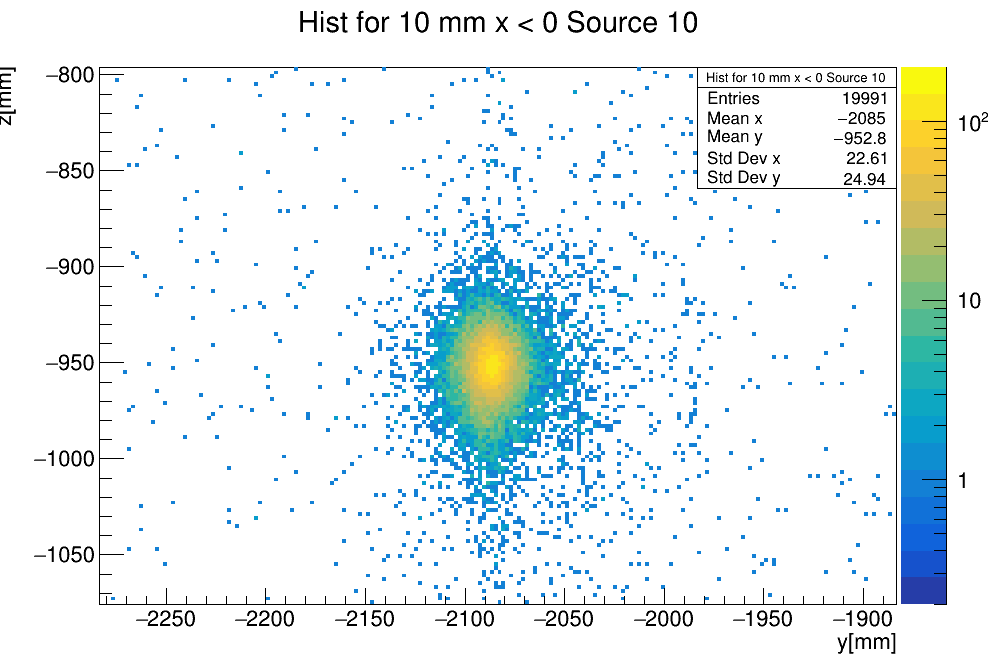 Hist for 10 mm x < 0 Source 10
z[mm]
−800
−850
−900
−950
−1000
−1050
Hist for 10 mm x < 0 Source 10
Entries 19991
Mean x −2085
Mean y −952.8
Std Dev x 22.61
Std Dev y 24.94
10²
10
1
−2250 −2200 −2150 −2100 −2050 −2000 −1950 −1900
y[mm]